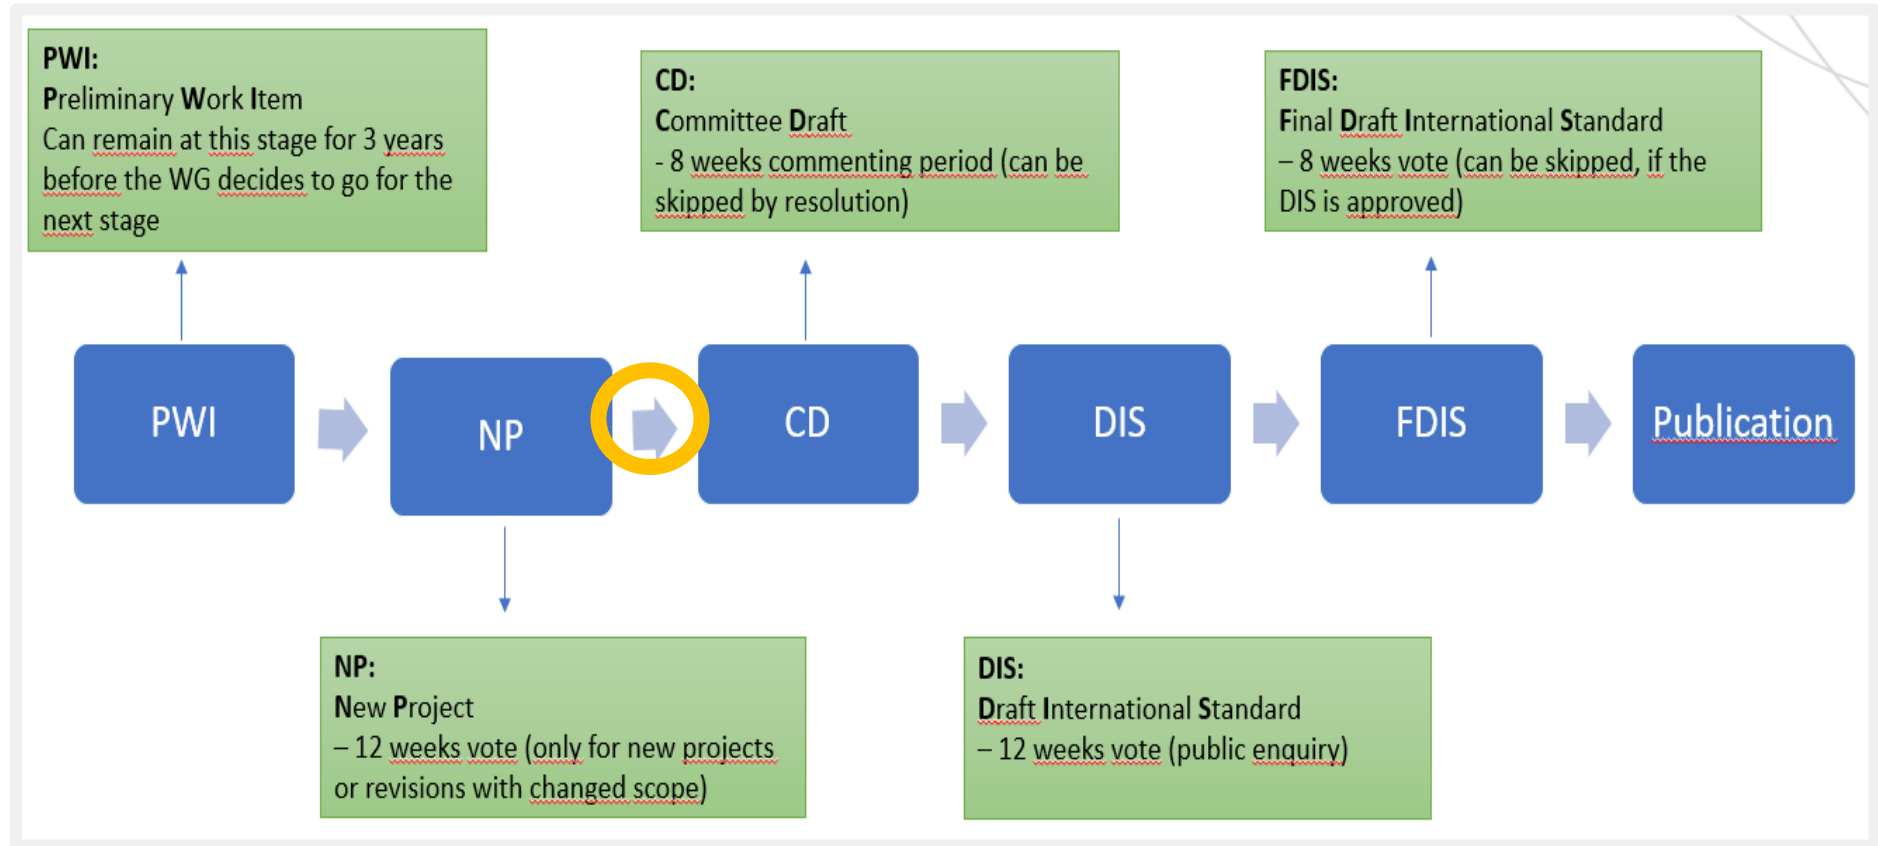 PWI:
Preliminary Work Item
Can remain at this stage for 3 years
before the WG decides to go for the
next stage
CD:
Committee Draft
- 8 weeks commenting period (can be
skipped by resolution)
FDIS:
Final Draft International Standard
– 8 weeks vote (can be skipped, if the
DIS is approved)
PWI
NP
CD
DIS
FDIS
Publication
NP:
New Project
– 12 weeks vote (only for new projects
or revisions with changed scope)
DIS:
Draft International Standard
– 12 weeks vote (public enquiry)